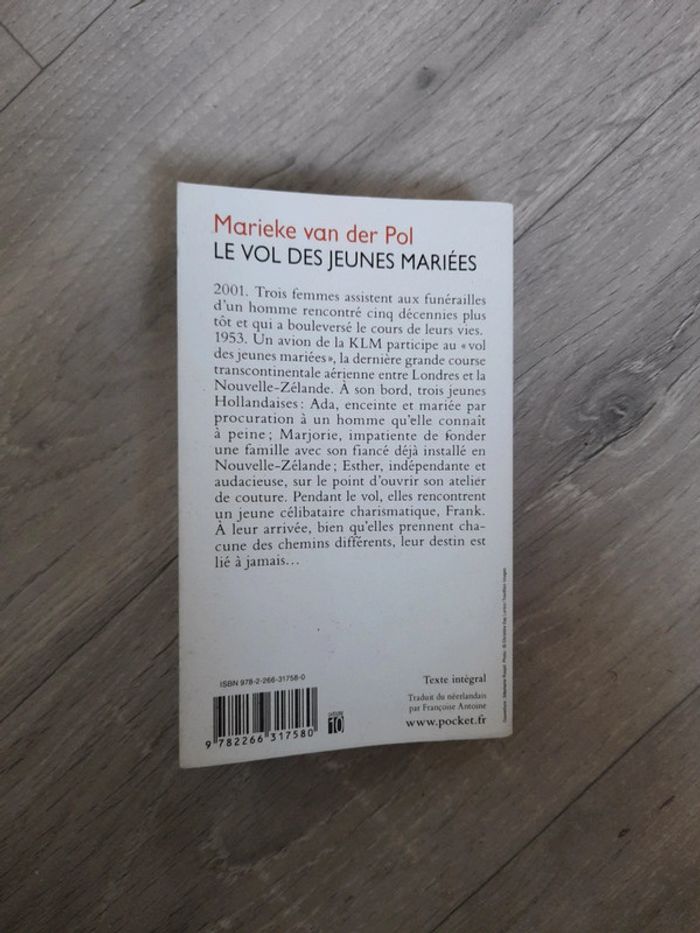 Marieke van der Pol
LE VOL DES JEUNES MARIÉES
2001. Trois femmes assistent aux funérailles
d'un homme rencontré cinq décennies plus
tôt et qui a bouleversé le cours de leurs vies.
1953. Un avion de la KLM participe au « vol
des jeunes mariées », la dernière grande course
transcontinentale aérienne entre Londres et la
Nouvelle-Zélande. À son bord, trois jeunes
Hollandaises : Ada, enceinte et mariée par
procuration à un homme qu'elle connaît
à peine ; Marjorie, impatiente de fonder
une famille avec son fiancé déjà installé en
Nouvelle-Zélande ; Esther, indépendante et
audacieuse, sur le point d'ouvrir son atelier
de couture. Pendant le vol, elles rencontrent
un jeune célibataire charismatique, Frank.
À leur arrivée, bien qu'elles prennent cha-
cune des chemins différents, leur destin est
lié à jamais…
ISBN 978-2-266-31758-0
9 782266 317580
10
Texte intégral
Traduit du néerlandais
par Françoise Antoine
www.pocket.fr